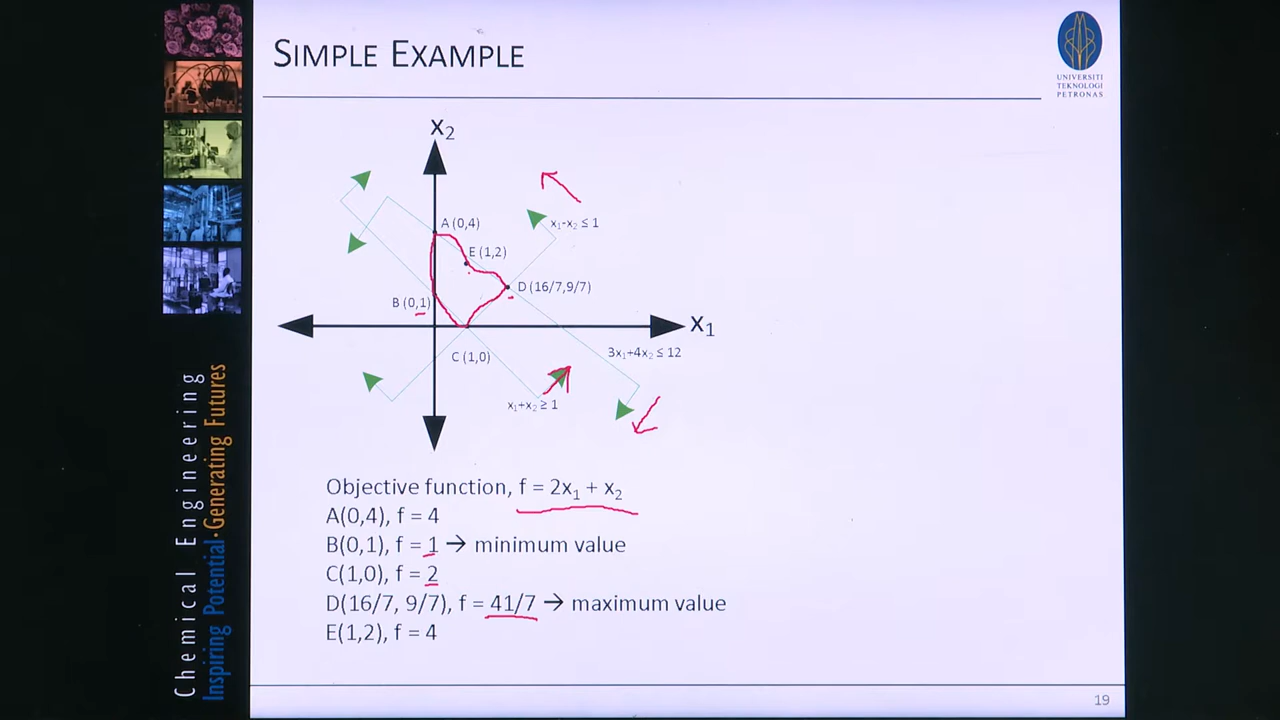 SIMPLE EXAMPLE
UNIVERSITI
TEKNOLOGI
PETRONAS
X₂
A (0,4)
x₁-x₂ ≤ 1
E (1,2)
D (16/7,9/7)
B (0,1)
X₁
C (1,0)
3x₁+4x₂ ≤ 12
x₁+x₂ ≥ 1
Objective function, f = 2x₁ + x₂
A(0,4), f = 4
B(0,1), f = 1 → minimum value
C(1,0), f = 2
D(16/7, 9/7), f = 41/7 → maximum value
E(1,2), f = 4
Chemical Engineering
Inspiring Potential·Generating Futures
19